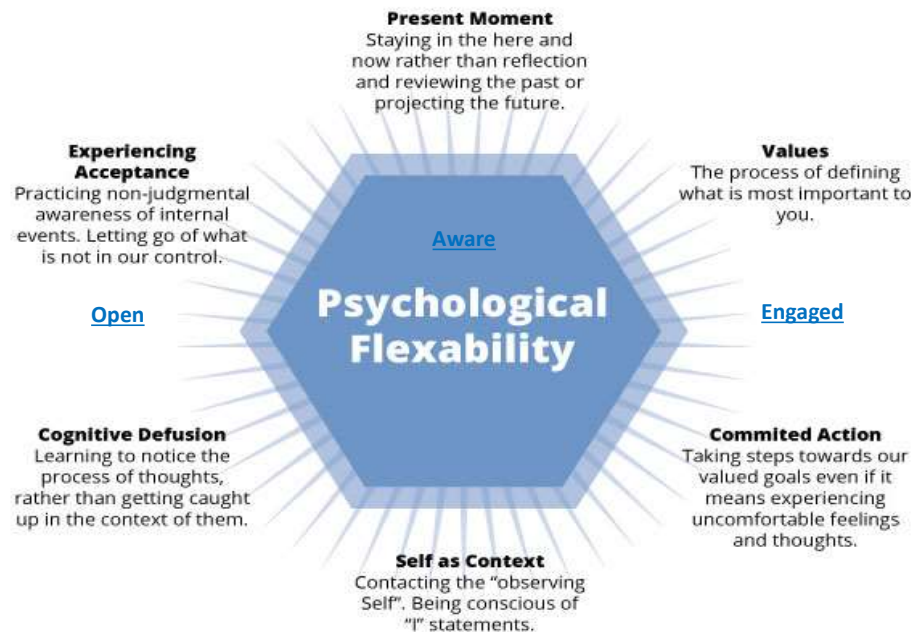 Present Moment
Staying in the here and
now rather than reflection
and reviewing the past or
projecting the future.
Experiencing
Acceptance
Practicing non-judgmental
awareness of internal
events. Letting go of what
is not in our control.
Values
The process of defining
what is most important to
you.
Aware
Open
Psychological
Flexability
Engaged
Cognitive Defusion
Learning to notice the
process of thoughts,
rather than getting caught
up in the context of them.
Commited Action
Taking steps towards our
valued goals even if it
means experiencing
uncomfortable feelings
and thoughts.
Self as Context
Contacting the “observing
Self”. Being conscious of
“I” statements.